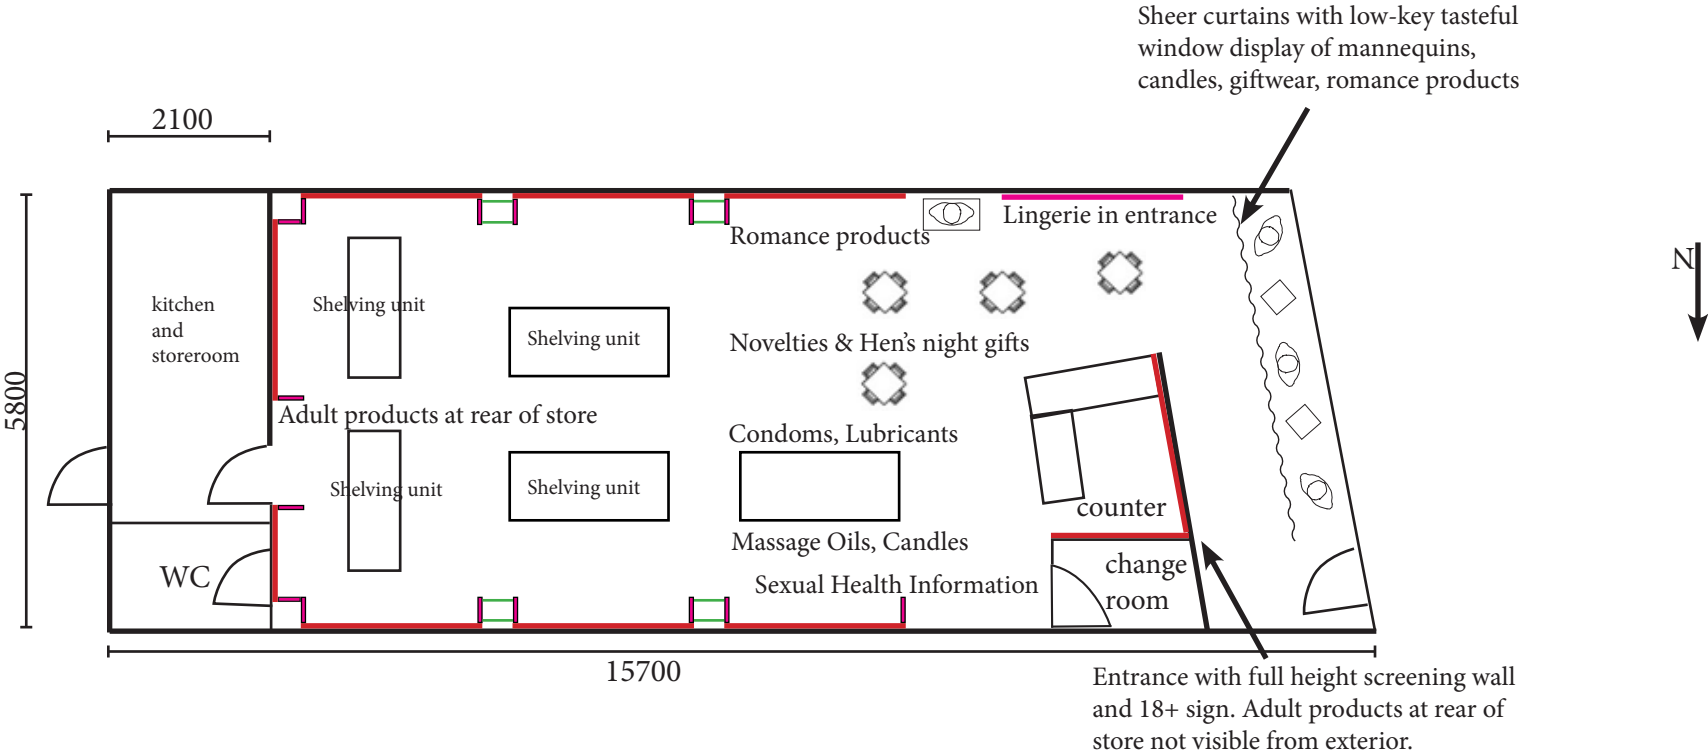 Sheer curtains with low-key tasteful
window display of mannequins,
candles, giftwear, romance products
2100
Lingerie in entrance
Romance products
N
kitchen
and
storeroom
Shelving unit
Shelving unit
Novelties & Hen's night gifts
5800
Adult products at rear of store
Condoms, Lubricants
Shelving unit
Shelving unit
counter
Massage Oils, Candles
WC
Sexual Health Information
change
room
15700
Entrance with full height screening wall
and 18+ sign. Adult products at rear of
store not visible from exterior.